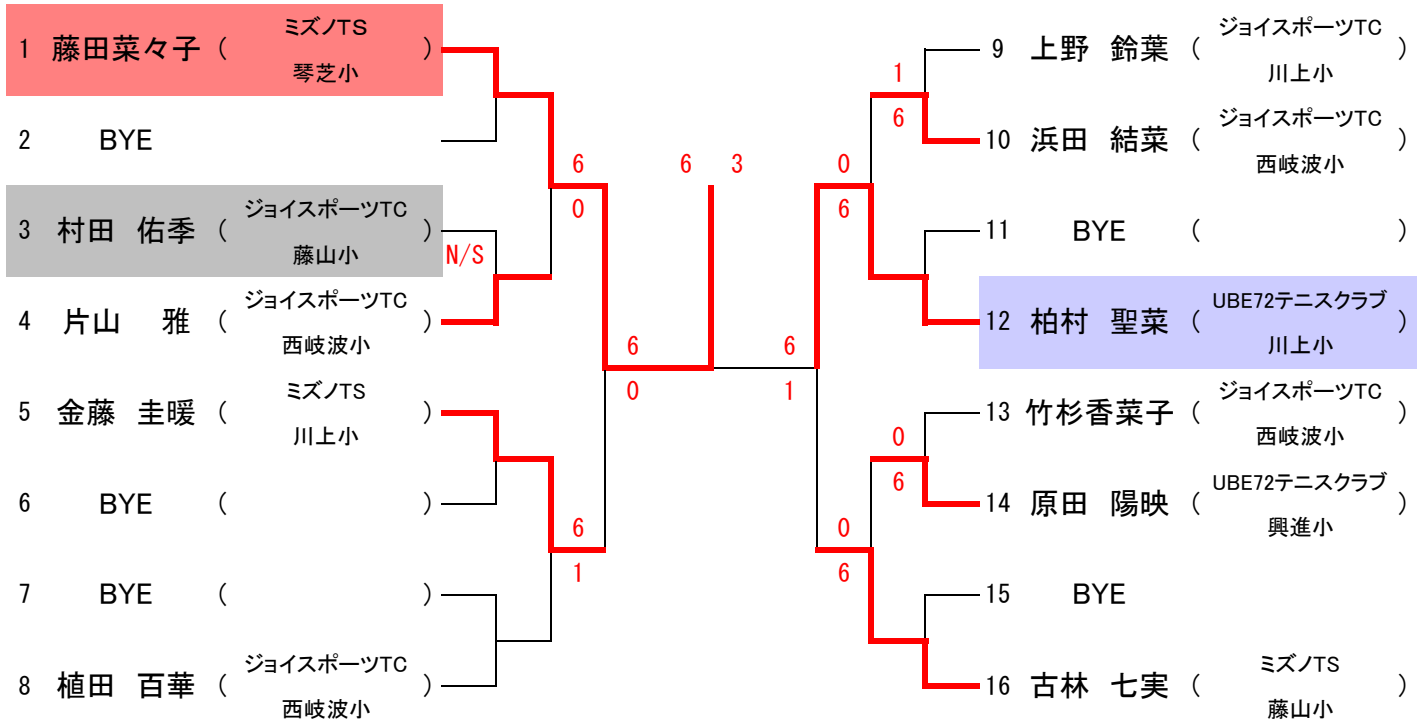 ミズノTS
1 藤田菜々子 ( )
琴芝小
2 BYE
ジョイスポーツTC
3 村田 佑季 ( )
藤山小
N/S
ジョイスポーツTC
4 片山 雅 ( )
西岐波小
ミズノTS
5 金藤 圭暖 ( )
川上小
6 BYE ( )
7 BYE ( )
ジョイスポーツTC
8 植田 百華 ( )
西岐波小
6
0
6
1
6
0
6 3
6
1
0
6
0
6
1
6
0
6
ジョイスポーツTC
9 上野 鈴葉 ( )
川上小
ジョイスポーツTC
10 浜田 結菜 ( )
西岐波小
11 BYE ( )
UBE72テニスクラブ
12 柏村 聖菜 ( )
川上小
ジョイスポーツTC
13 竹杉香菜子 ( )
西岐波小
UBE72テニスクラブ
14 原田 陽映 ( )
興進小
15 BYE
ミズノTS
16 古林 七実 ( )
藤山小